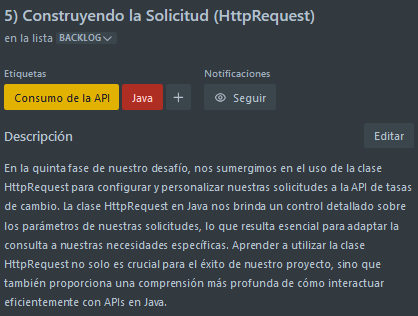 5) Construyendo la Solicitud (HttpRequest)
en la lista BACKLOG
Etiquetas
Notificaciones
Consumo de la API
Java
+
Seguir
Descripción
Editar
En la quinta fase de nuestro desafío, nos sumergimos en el uso de la clase
HttpRequest para configurar y personalizar nuestras solicitudes a la API de tasas
de cambio. La clase HttpRequest en Java nos brinda un control detallado sobre
los parámetros de nuestras solicitudes, lo que resulta esencial para adaptar la
consulta a nuestras necesidades específicas. Aprender a utilizar la clase
HttpRequest no solo es crucial para el éxito de nuestro proyecto, sino que
también proporciona una comprensión más profunda de cómo interactuar
eficientemente con APIs en Java.